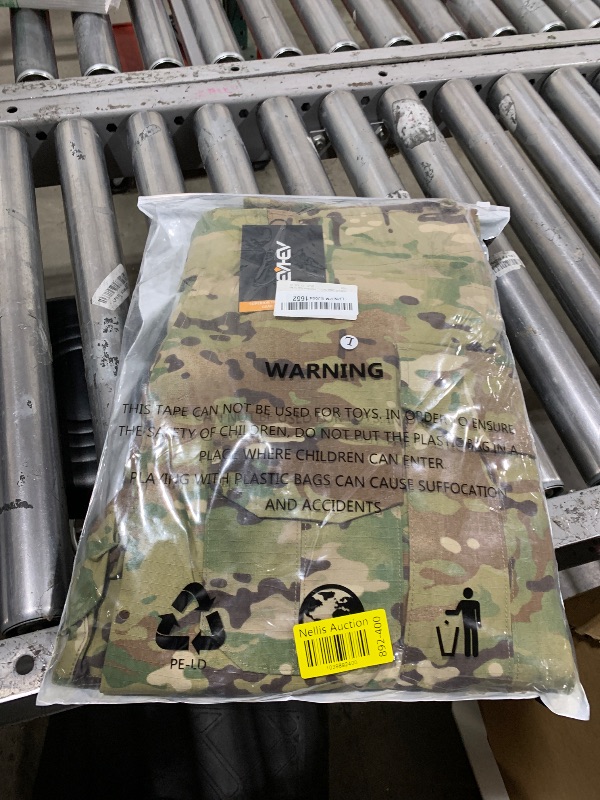 WARNING
THIS TAPE CAN NOT BE USED FOR TOYS. IN ORDER TO ENSURE
THE SAFETY OF CHILDREN, DO NOT PUT THE PLASTIC BAG IN A
PLACE WHERE CHILDREN CAN ENTER.
PLAYING WITH PLASTIC BAGS CAN CAUSE SUFFOCATION
AND ACCIDENTS
PE-LD
Nellis Auction
892-400